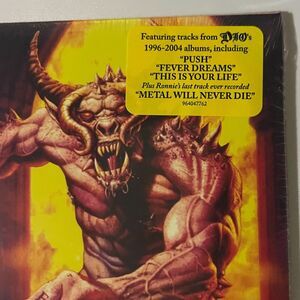 Featuring tracks from DIO's
1996-2004 albums, including
"PUSH"
"FEVER DREAMS"
"THIS IS YOUR LIFE"
Plus Ronnie's last track ever recorded
"METAL WILL NEVER DIE"
964047762